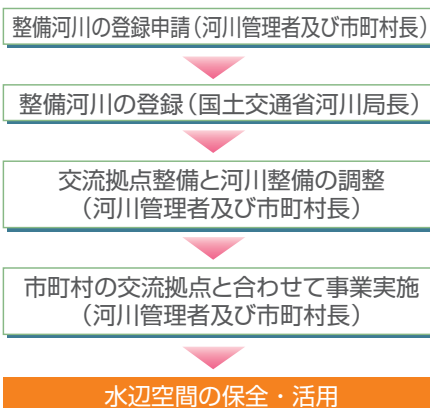 整備河川の登録申請（河川管理者及び市町村長）
整備河川の登録（国土交通省河川局長）
交流拠点整備と河川整備の調整
（河川管理者及び市町村長）
市町村の交流拠点と合わせて事業実施
（河川管理者及び市町村長）
水辺空間の保全・活用